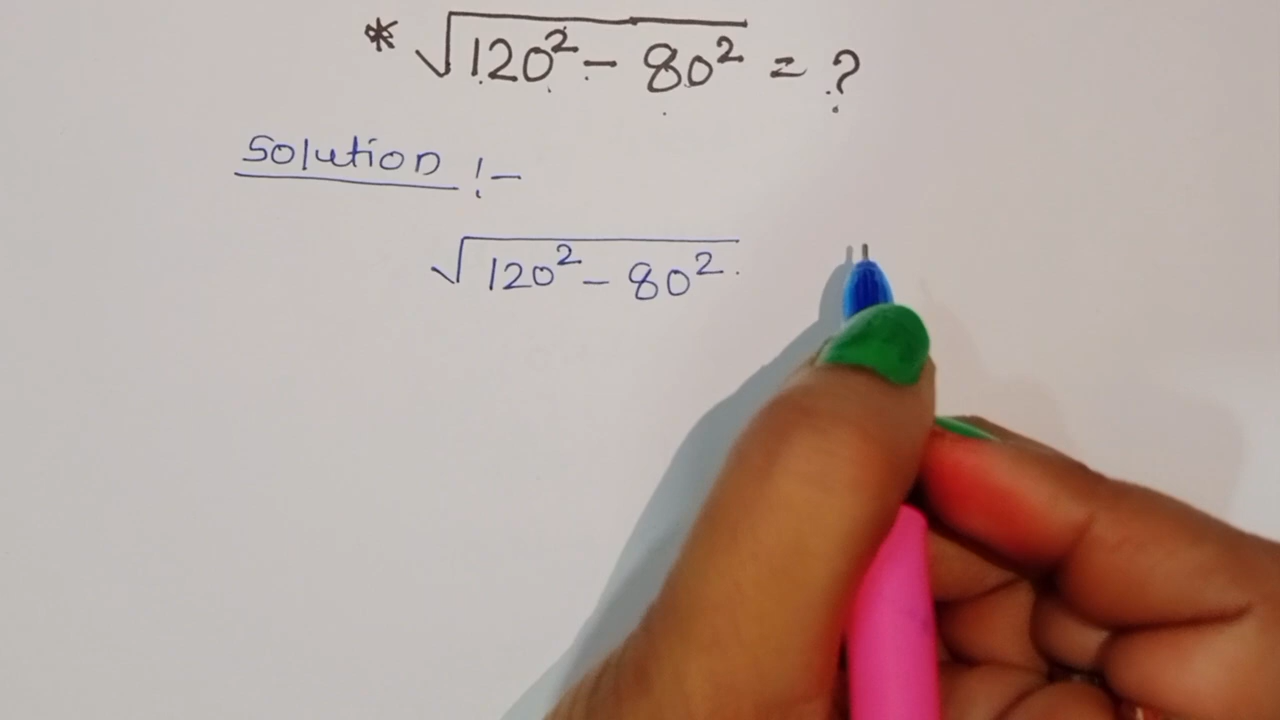 * √120² - 80² = ?
Solution :-
√120² - 80²